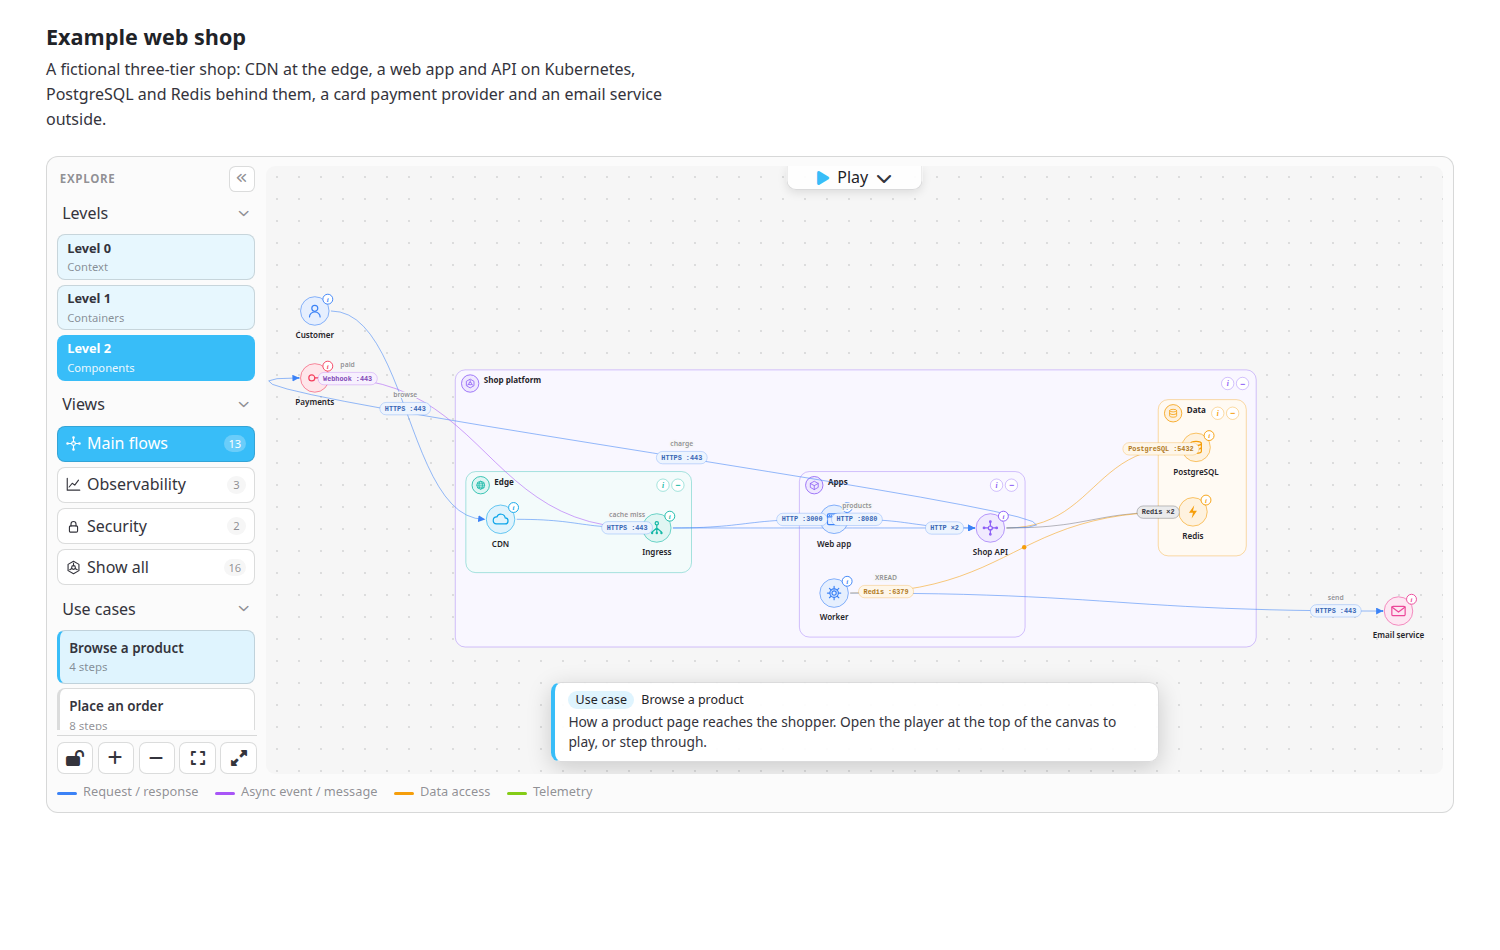 Example web shop
A fictional three-tier shop: CDN at the edge, a web app and API on Kubernetes,
PostgreSQL and Redis behind them, a card payment provider and an email service
outside.
EXPLORE
Levels
Level 0
Context
Level 1
Containers
Level 2
Components
Views
Main flows 13
Observability 3
Security 2
Show all 16
Use cases
Browse a product
4 steps
Place an order
8 steps
Play
Customer
paid
Webhook :443
Payments
browse
HTTPS :443
Shop platform
Data
PostgreSQL :5432
PostgreSQL
charge
HTTPS :443
Edge
Apps
cache miss
HTTPS :443
CDN
Ingress
products
HTTP :3000
HTTP :8080
HTTP ×2
Web app
Shop API
Redis ×2
Redis
XREAD
Redis :6379
Worker
send
HTTPS :443
Email service
Use case Browse a product
How a product page reaches the shopper. Open the player at the top of the canvas to
play, or step through.
Request / response
Async event / message
Data access
Telemetry